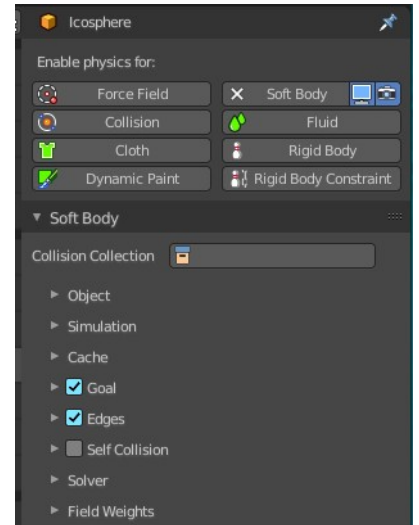 Icosphere
Enable physics for:
Force Field Soft Body
Collision Fluid
Cloth Rigid Body
Dynamic Paint Rigid Body Constraint
Soft Body
Collision Collection
Object
Simulation
Cache
Goal
Edges
Self Collision
Solver
Field Weights